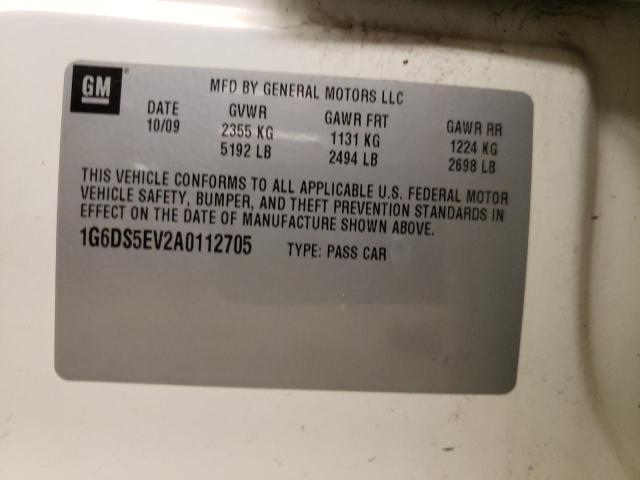 GM
MFD BY GENERAL MOTORS LLC
DATE GVWR GAWR FRT GAWR RR
10/09 2355 KG 1131 KG 1224 KG
5192 LB 2494 LB 2698 LB
THIS VEHICLE CONFORMS TO ALL APPLICABLE U.S. FEDERAL MOTOR
VEHICLE SAFETY, BUMPER, AND THEFT PREVENTION STANDARDS IN
EFFECT ON THE DATE OF MANUFACTURE SHOWN ABOVE.
1G6DS5EV2A0112705 TYPE: PASS CAR